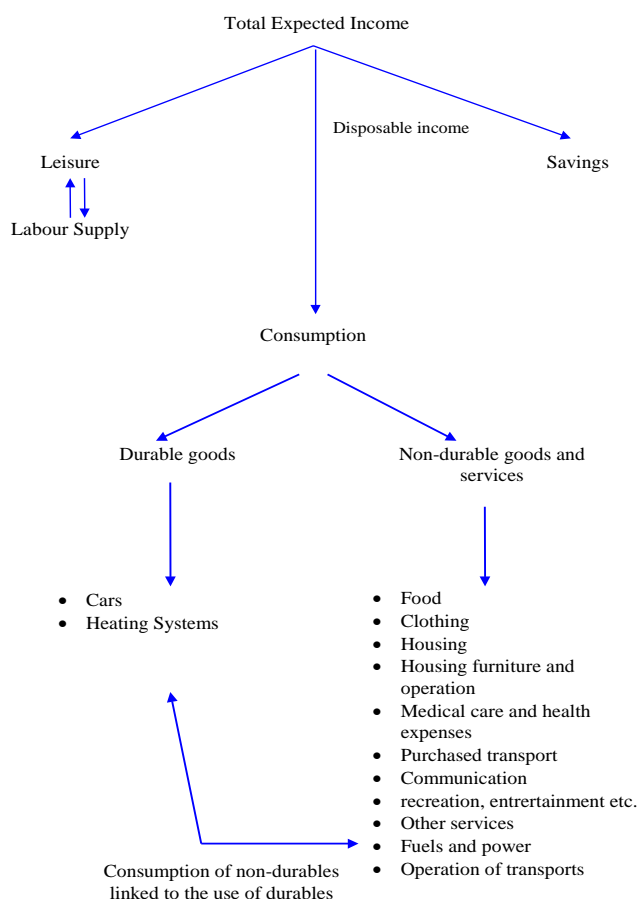 Total Expected Income
Disposable income
Leisure
Savings
Labour Supply
Consumption
Durable goods
Non-durable goods and
services
• Cars
• Heating Systems
• Food
• Clothing
• Housing
• Housing furniture and
operation
• Medical care and health
expenses
• Purchased transport
• Communication
• recreation, entrertainment etc.
• Other services
• Fuels and power
• Operation of transports
Consumption of non-durables
linked to the use of durables